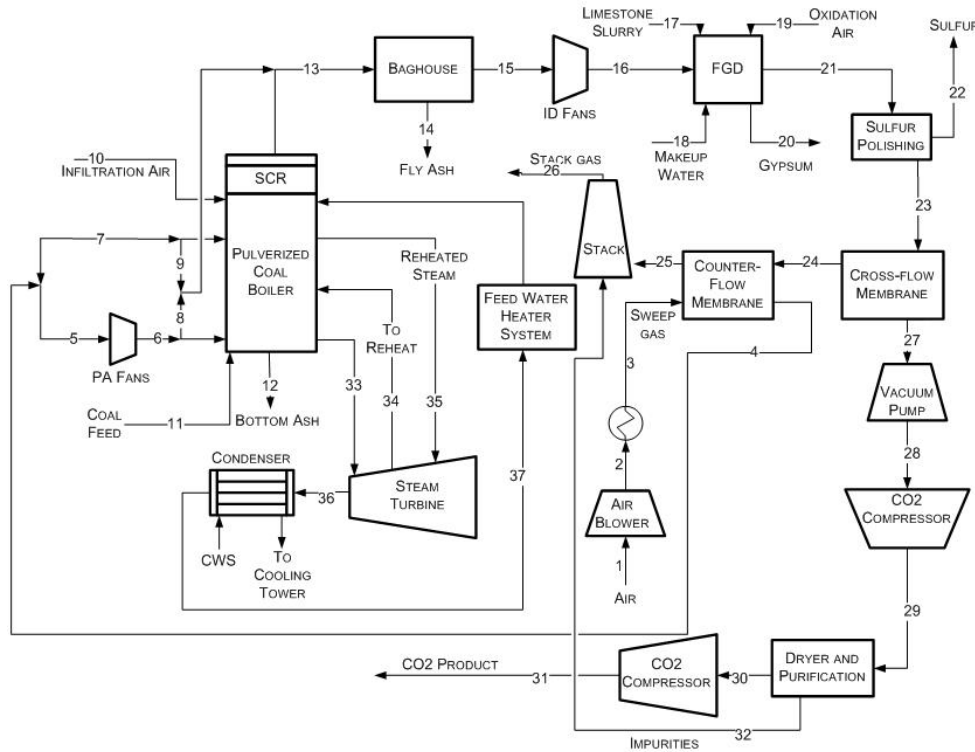 LIMESTONE
SLURRY
17
19
OXIDATION
AIR
SULFUR
13
BAGHOUSE
15
16
FGD
21
22
ID FANS
14
18
20
SULFUR
POLISHING
10
INFILTRATION AIR
FLY ASH
STACK GAS
26
MAKEUP
WATER
GYPSUM
SCR
23
7
PULVERIZED
COAL
BOILER
REHEATED
STEAM
STACK
25
COUNTER-
FLOW
MEMBRANE
24
CROSS-FLOW
MEMBRANE
9
8
FEED WATER
HEATER
SYSTEM
SWEEP
GAS
5
6
TO
REHEAT
4
27
PA FANS
12
33
34
35
3
VACUUM
PUMP
COAL
FEED
11
BOTTOM ASH
37
28
CONDENSER
2
36
STEAM
TURBINE
AIR
BLOWER
CO2
COMPRESSOR
CWS
TO
COOLING
TOWER
1
AIR
29
CO2 PRODUCT
31
CO2
COMPRESSOR
30
DRYER AND
PURIFICATION
32
IMPURITIES